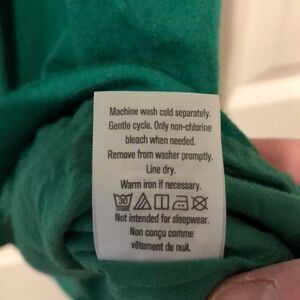 Machine wash cold separately.
Gentle cycle. Only non-chlorine
bleach when needed.
Remove from washer promptly.
Line dry.
Warm iron if necessary.
30
Not intended for sleepwear.
Non conçu comme
vêtement de nuit.